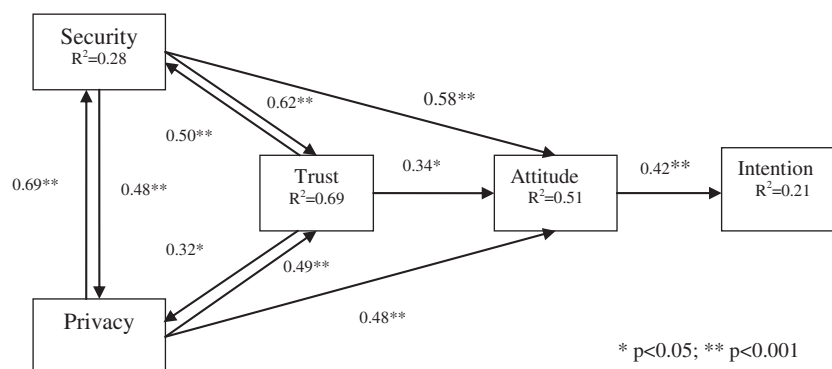 Security
R²=0.28
0.62**
0.58**
0.50**
0.69**
0.48**
Trust
R²=0.69
0.34*
Attitude
R²=0.51
0.42**
Intention
R²=0.21
0.32*
0.49**
Privacy
0.48**
* p<0.05; ** p<0.001